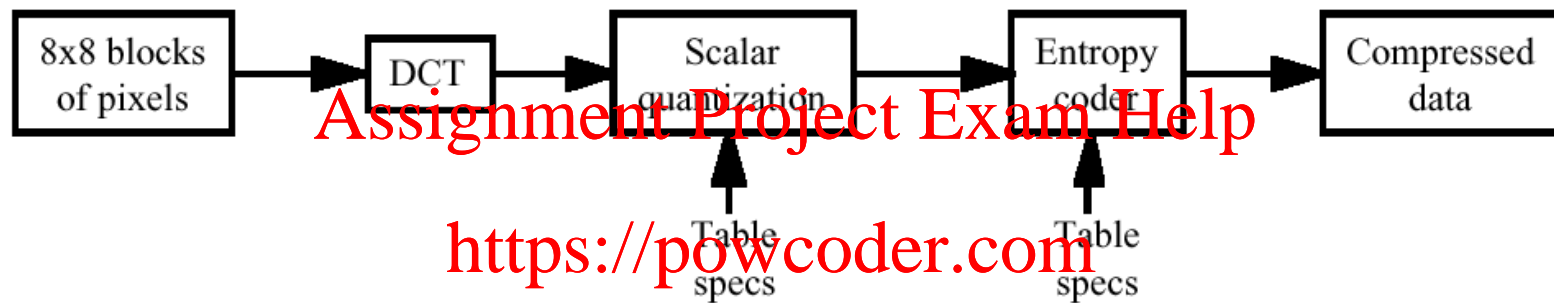 8x8 blocks
of pixels
DCT
Scalar
quantization
Entropy
coder
Compressed
data
Assignment Project Exam Help
Table
specs
Table
specs
https://powcoder.com